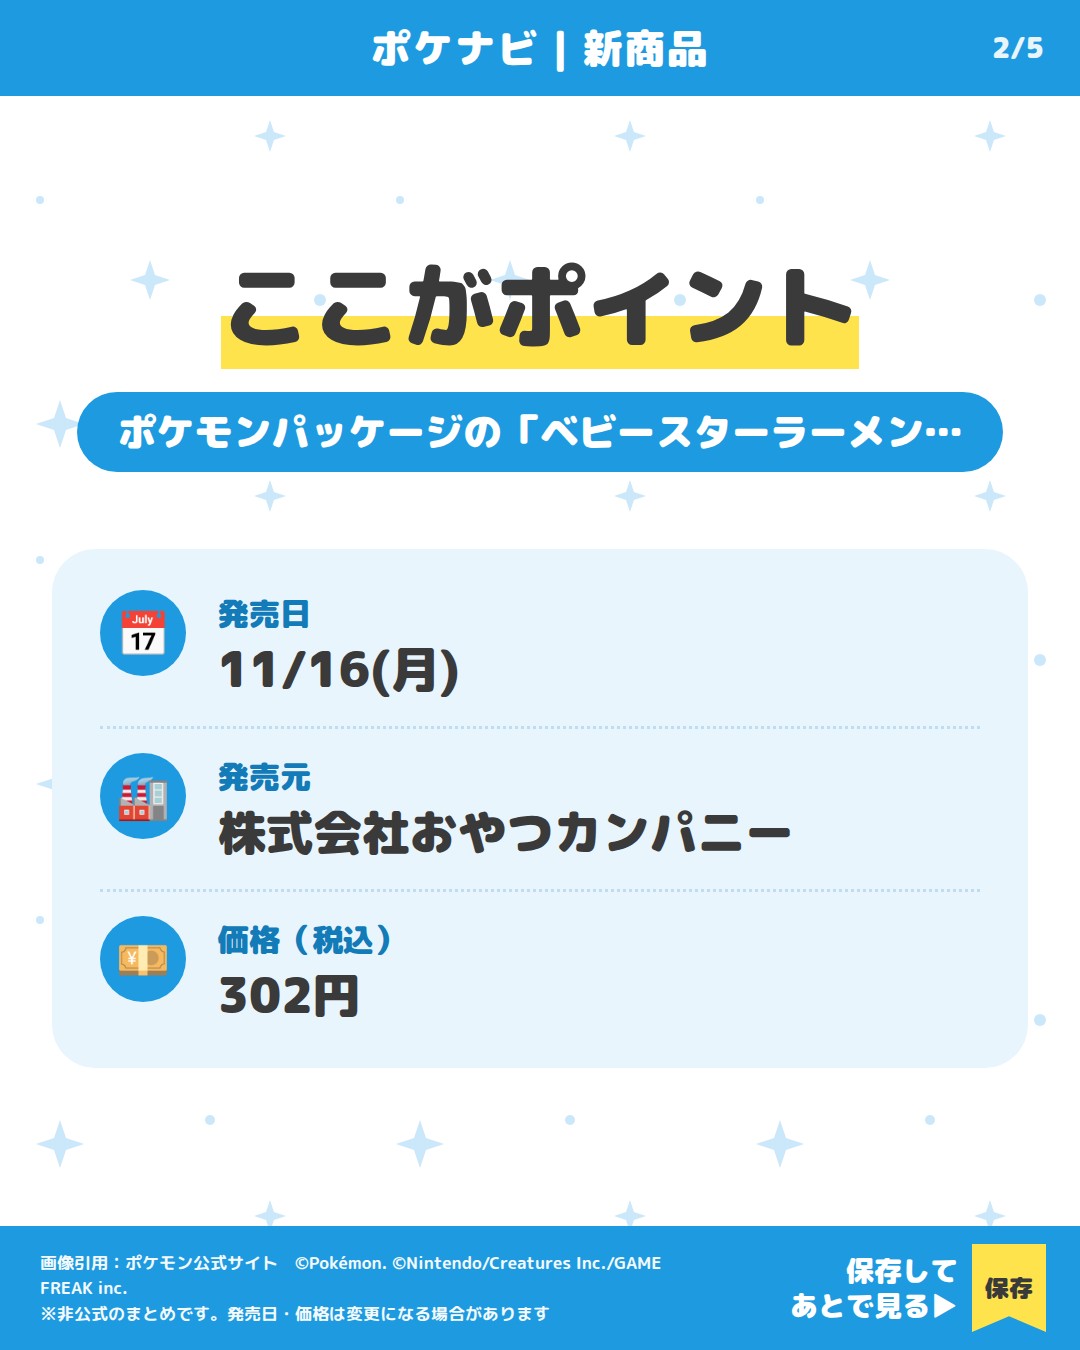 ポケナビ | 新商品
2/5
ここがポイント
ポケモンパッケージの「ベビースターラーメン…
July
17
発売日
11/16(月)
発売元
株式会社おやつカンパニー
価格（税込）
302円
画像引用：ポケモン公式サイト　©Pokémon. ©Nintendo/Creatures Inc./GAME
FREAK inc.
※非公式のまとめです。発売日・価格は変更になる場合があります
保存して
あとで見る▶
保存